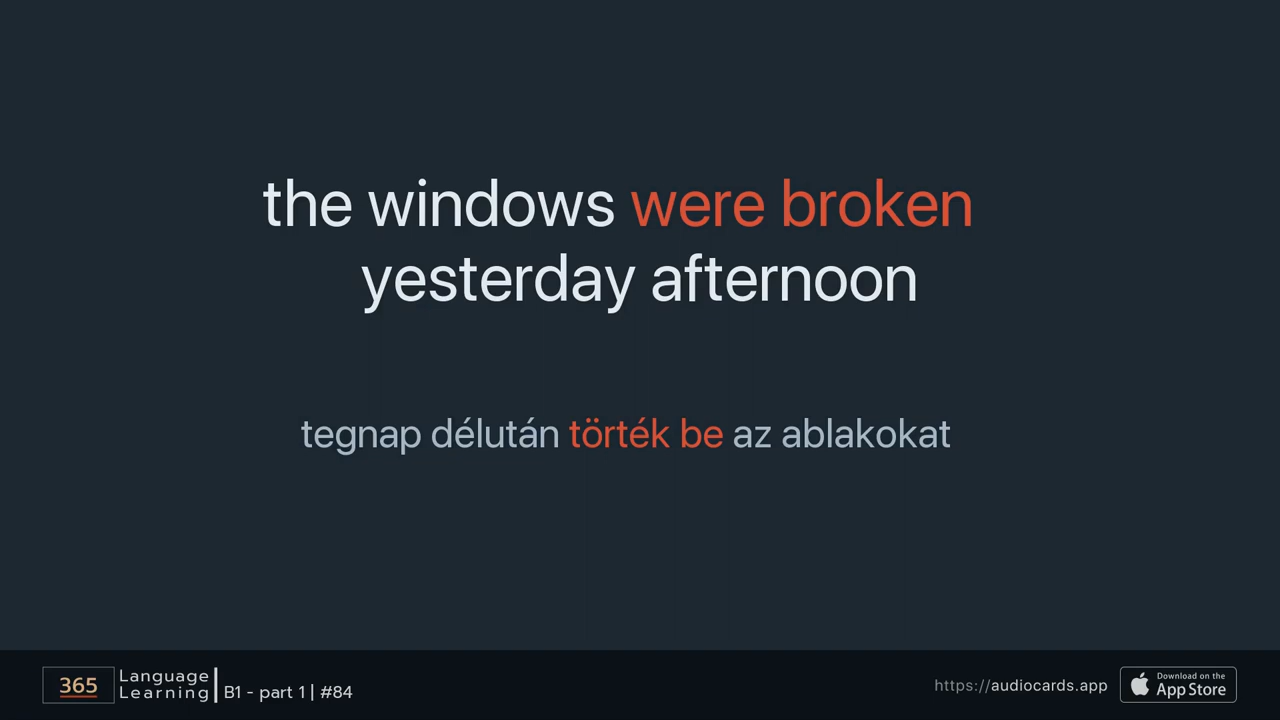 the windows were broken
yesterday afternoon
tegnap délután törték be az ablakokat
365
Language
Learning
B1 - part 1 | #84
https://audiocards.app
Download on the
App Store